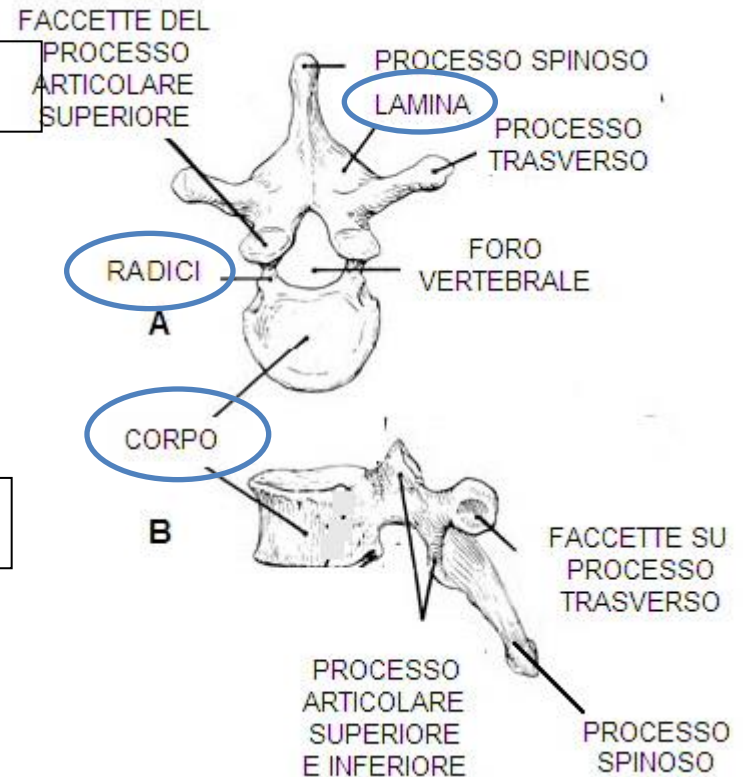 FACCETTE DEL
PROCESSO
ARTICOLARE
SUPERIORE
PROCESSO SPINOSO
LAMINA
PROCESSO
TRASVERSO
RADICI
FORO
VERTEBRALE
A
CORPO
B
FACCETTE SU
PROCESSO
TRASVERSO
PROCESSO
ARTICOLARE
SUPERIORE
E INFERIORE
PROCESSO
SPINOSO